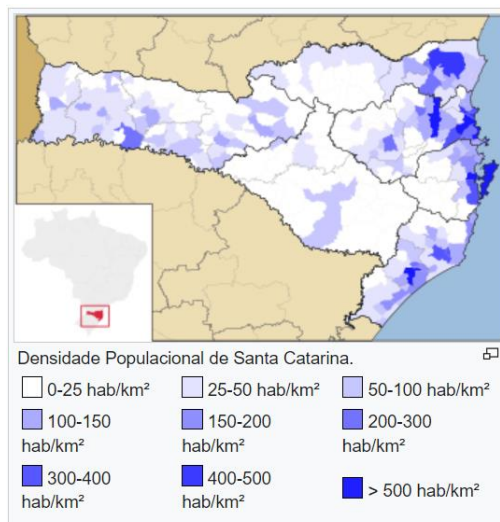 Densidade Populacional de Santa Catarina.
0-25 hab/km²
25-50 hab/km²
50-100 hab/km²
100-150
hab/km²
150-200
hab/km²
200-300
hab/km²
300-400
hab/km²
400-500
hab/km²
> 500 hab/km²